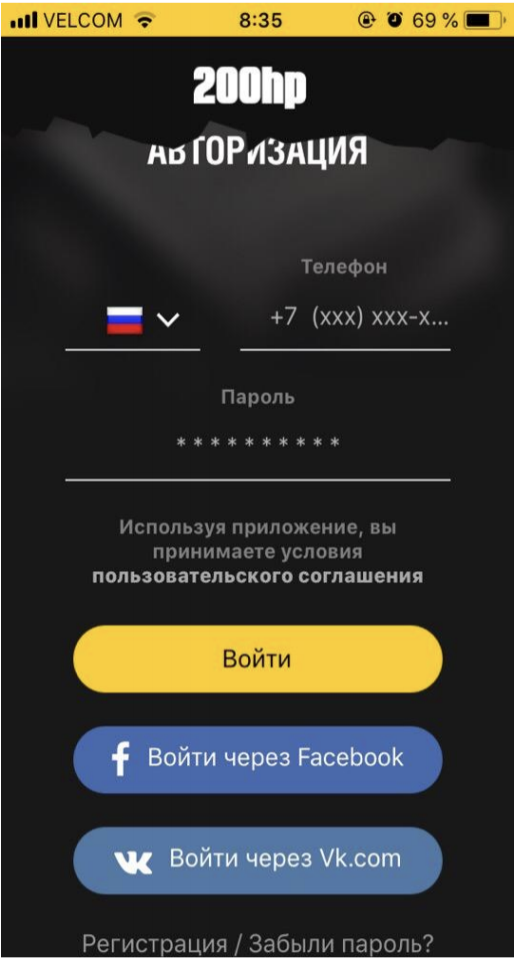 VELCOM 8:35 69 %
200hp
АВТОРИЗАЦИЯ
Телефон
+7 (xxx) xxx-x...
Пароль
* * * * * * * * * *
Используя приложение, вы
принимаете условия
пользовательского соглашения
Войти
f Войти через Facebook
Войти через Vk.com
Регистрация / Забыли пароль?